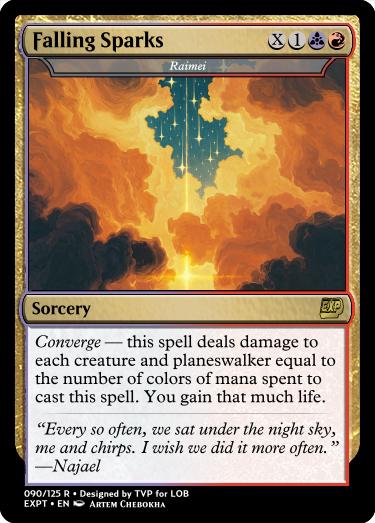 Falling Sparks X 1
Raimei
Sorcery EXP
Converge — this spell deals damage to
each creature and planeswalker equal to
the number of colors of mana spent to
cast this spell. You gain that much life.
“Every so often, we sat under the night sky,
me and chirps. I wish we did it more often.”
—Najael
090/125 R • Designed by TVP for LOB
EXPT • EN Artem Chebokha